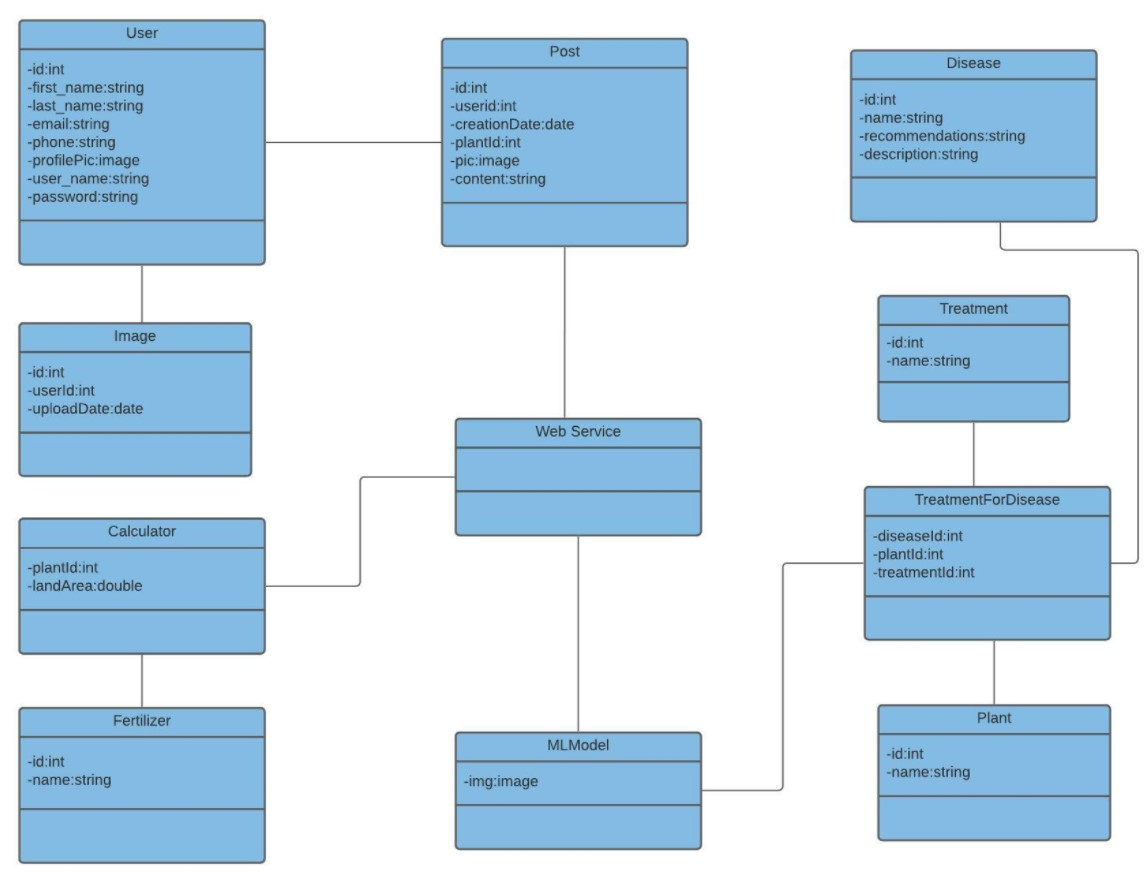 User
-id:int
-first_name:string
-last_name:string
-email:string
-phone:string
-profilePic:image
-user_name:string
-password:string
Post
-id:int
-userid:int
-creationDate:date
-plantId:int
-pic:image
-content:string
Disease
-id:int
-name:string
-recommendations:string
-description:string
Image
-id:int
-userId:int
-uploadDate:date
Treatment
-id:int
-name:string
Web Service
TreatmentForDisease
-diseaseId:int
-plantId:int
-treatmentId:int
Calculator
-plantId:int
-landArea:double
Fertilizer
-id:int
-name:string
MLModel
-img:image
Plant
-id:int
-name:string